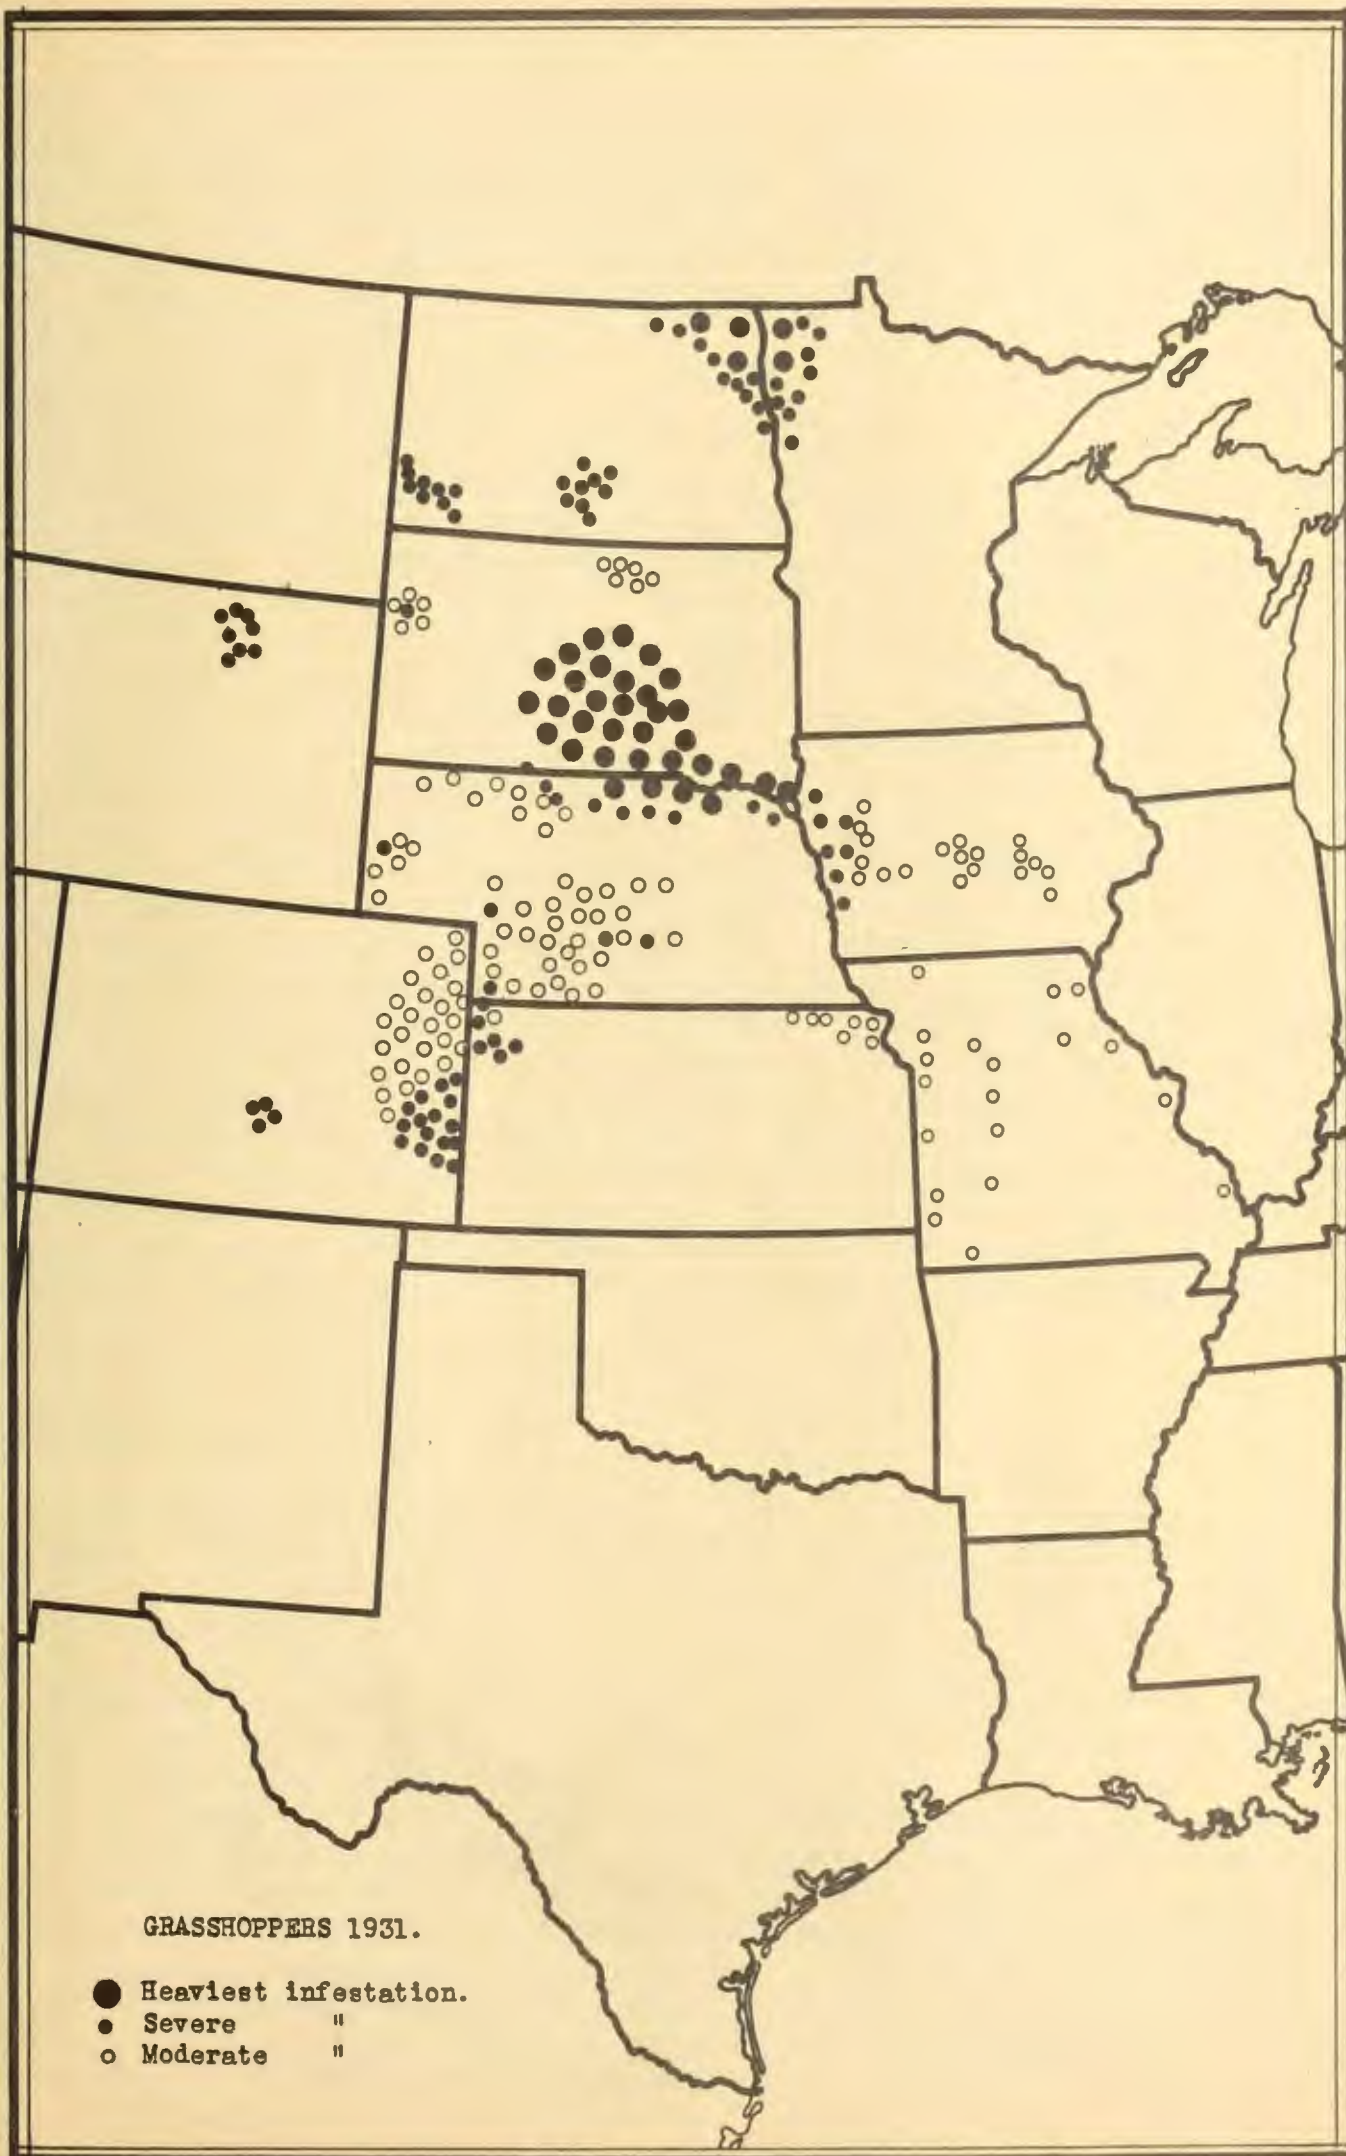 GRASSHOPPERS 1931.
Heaviest infestation.
Severe "
Moderate "